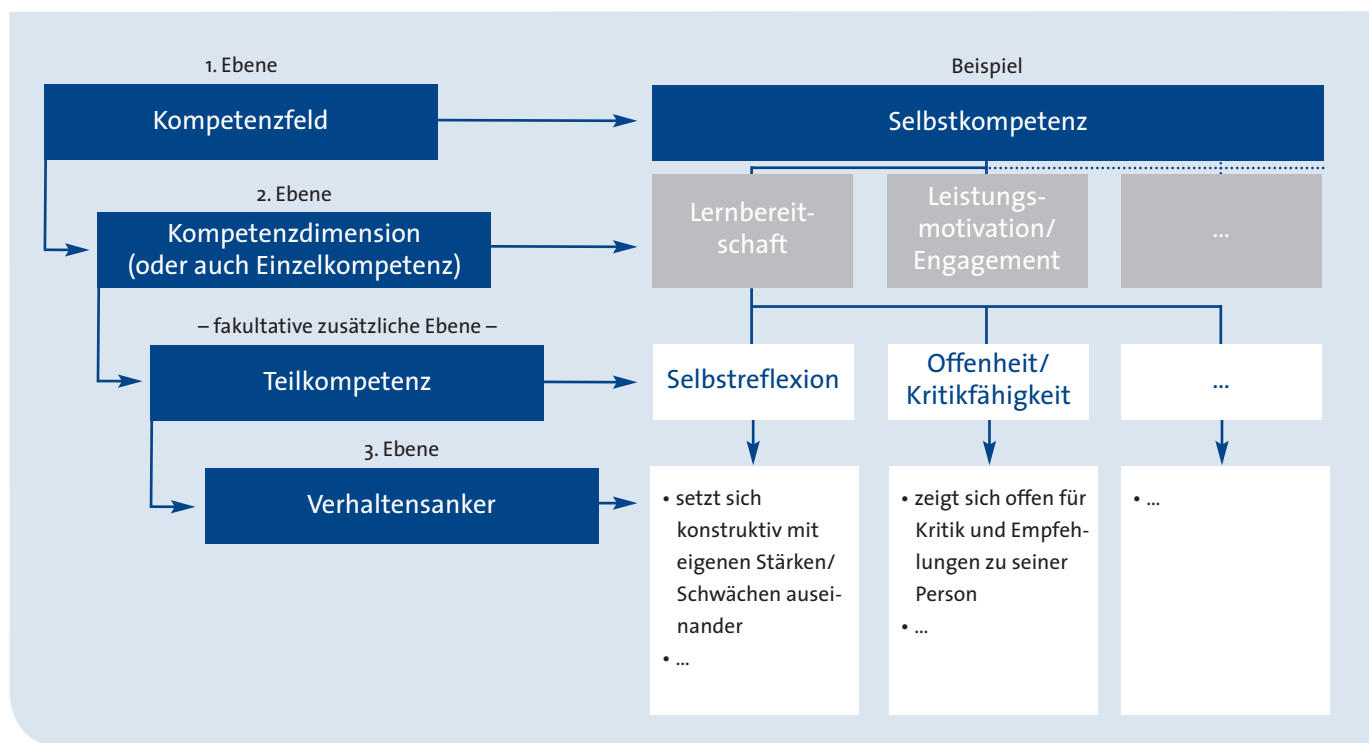 1. Ebene
Beispiel
Kompetenzfeld
Selbstkompetenz
2. Ebene
Kompetenzdimension
(oder auch Einzelkompetenz)
Lernbereit-
schaft
Leistungs-
motivation/
Engagement
...
– fakultative zusätzliche Ebene –
Teilkompetenz
Selbstreflexion
Offenheit/
Kritikfähigkeit
...
3. Ebene
Verhaltensanker
• setzt sich
konstruktiv mit
eigenen Stärken/
Schwächen ausei-
nander
• ...
• zeigt sich offen für
Kritik und Empfeh-
lungen zu seiner
Person
• ...
• ...